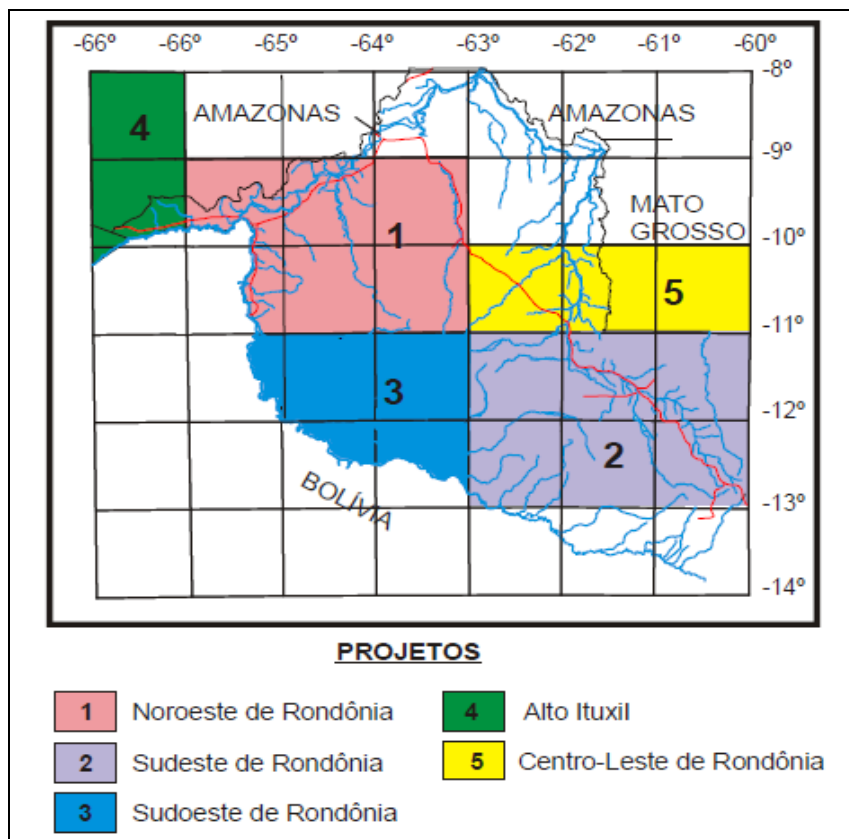 -66º -66º -65º -64º -63º -62º -61º -60º
-8º
AMAZONAS AMAZONAS
4
-9º
MATO
GROSSO
1
-10º
5
-11º
3
-12º
2
BOLÍVIA
-13º
-14º
PROJETOS
1 Noroeste de Rondônia
4 Alto Ituxil
2 Sudeste de Rondônia
5 Centro-Leste de Rondônia
3 Sudoeste de Rondônia